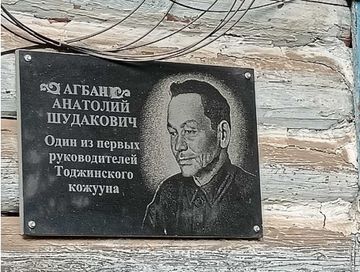 АГБАН
АНАТОЛИЙ
ШУДАКОВИЧ
Один из первых
руководителей
Тоджинского
кожууна